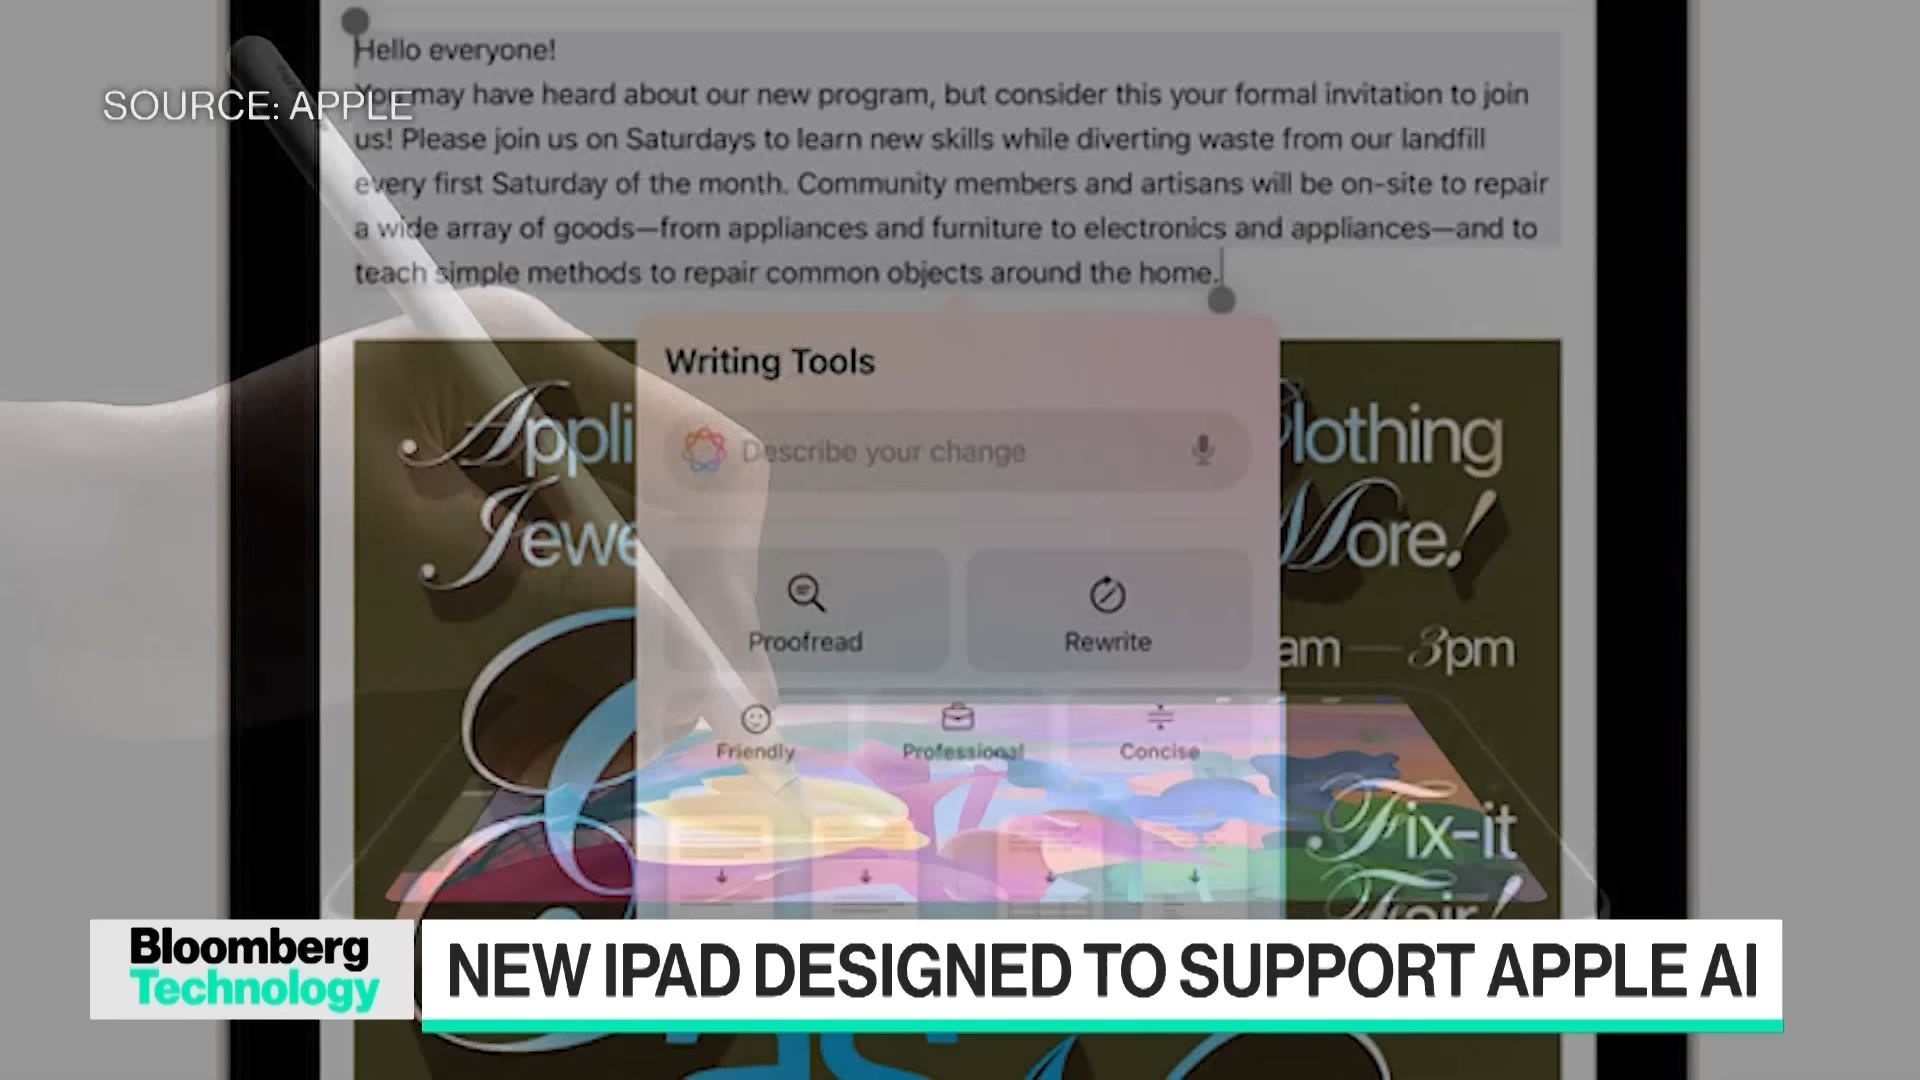 Hello everyone!
SOURCE: APPLE
You may have heard about our new program, but consider this your formal invitation to join
us! Please join us on Saturdays to learn new skills while diverting waste from our landfill
every first Saturday of the month. Community members and artisans will be on-site to repair
a wide array of goods—from appliances and furniture to electronics and appliances—and to
teach simple methods to repair common objects around the home.
Writing Tools
Describe your change
Proofread
Rewrite
Friendly
Professional
Concise
Appli
Clothing
Jewe
More!
am — 3pm
Fix-it
Fair!
Bloomberg
Technology
NEW IPAD DESIGNED TO SUPPORT APPLE AI